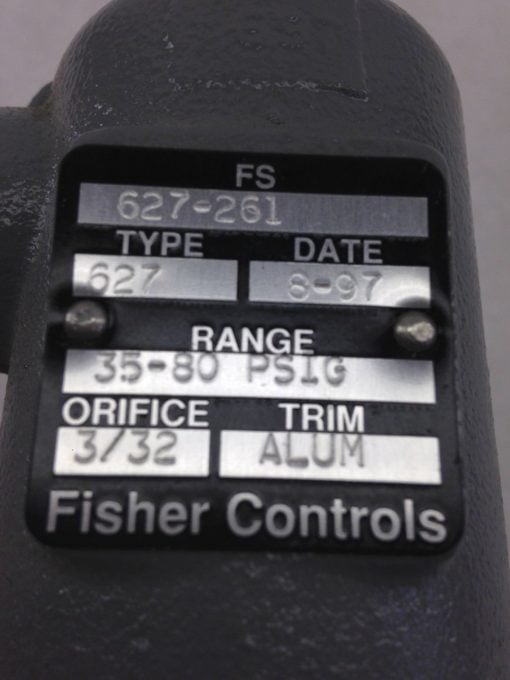 FS
627-261
TYPE DATE
627 8-97
RANGE
35-80 PSIG
ORIFICE TRIM
3/32 ALUM
Fisher Controls